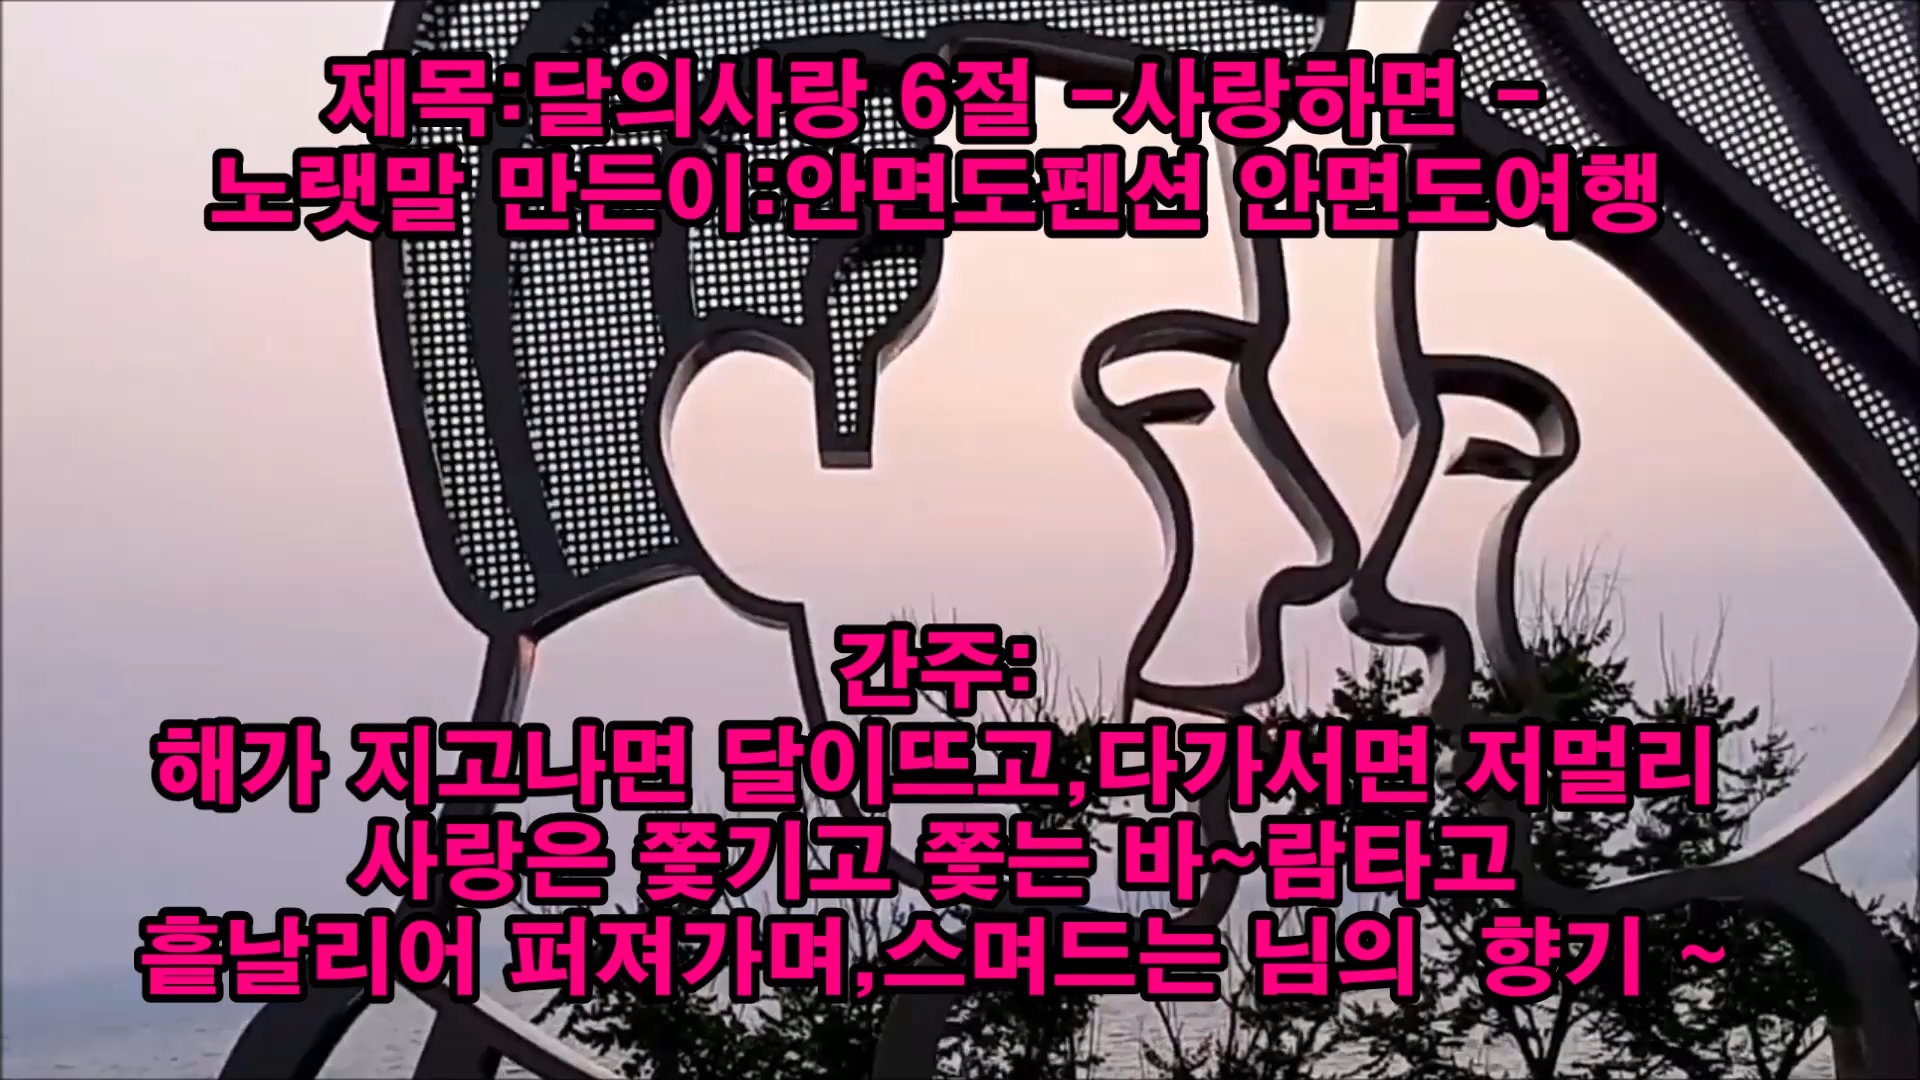 제목:달의사랑 6절 -사랑하면 -
노랫말 만든이:안면도펜션 안면도여행
간주:
해가 지고나면 달이뜨고,다가서면 저멀리
사랑은 쫓기고 쫓는 바~람타고
흩날리어 퍼져가며,스며드는 님의 향기 ~